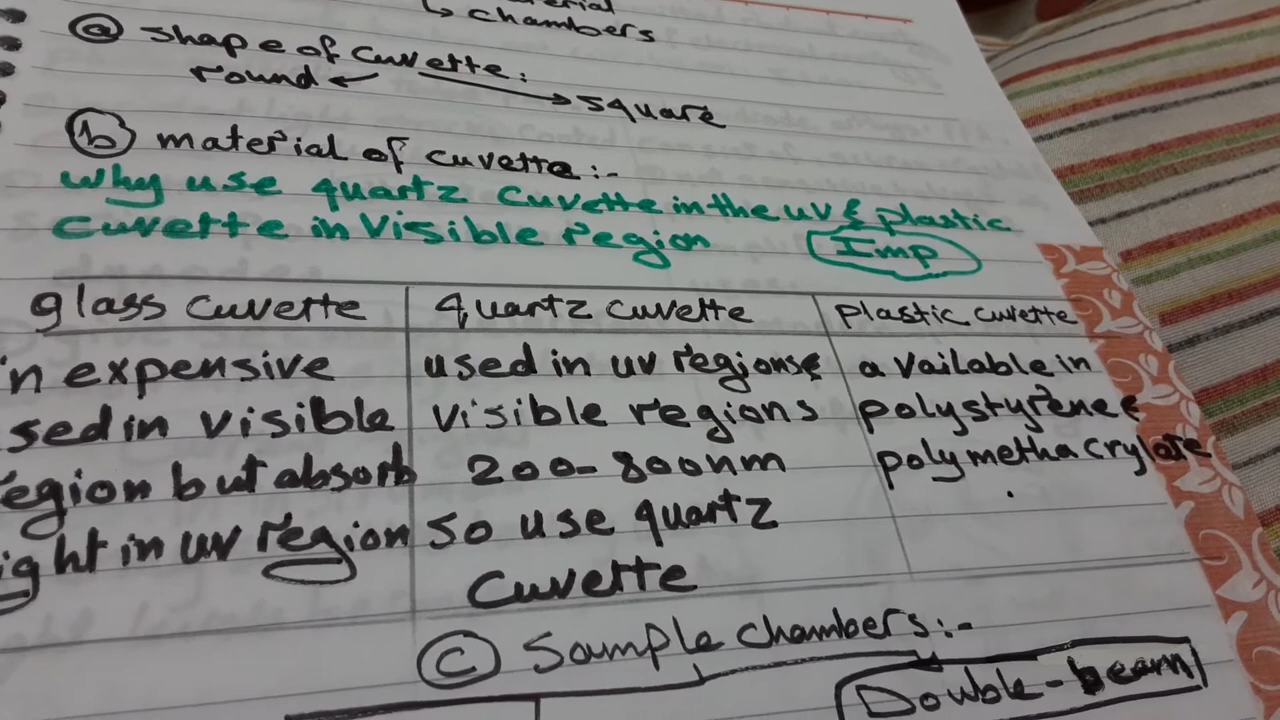 ↳ chambers
ⓐ shape of cuvette:
round ← → square
ⓑ material of cuvette:-
why use quartz cuvette in the uv & plastic
cuvette in visible region Imp
glass cuvette
n expensive
sed in visible
egion but absorb
ight in uv region
quartz cuvette
used in uv regions &
visible regions
200-800nm
so use quartz
cuvette
plastic cuvette
available in
polystyrene &
polymethacrylate
ⓒ Sample chambers:-
Double-beam